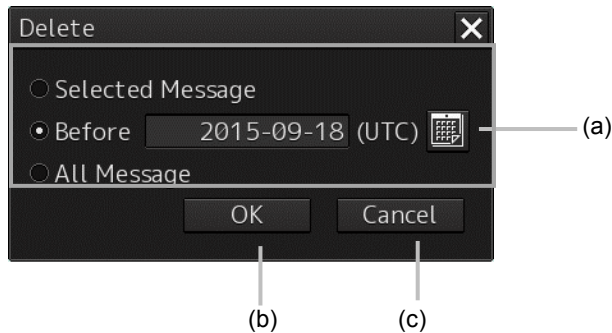 Delete
Selected Message
Before 2015-09-18 (UTC)
(a)
All Message
OK Cancel
(b) (c)